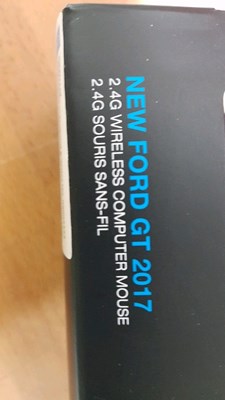 NEW FORD GT 2017
2.4G WIRELESS COMPUTER MOUSE
2.4G SOURIS SANS-FIL